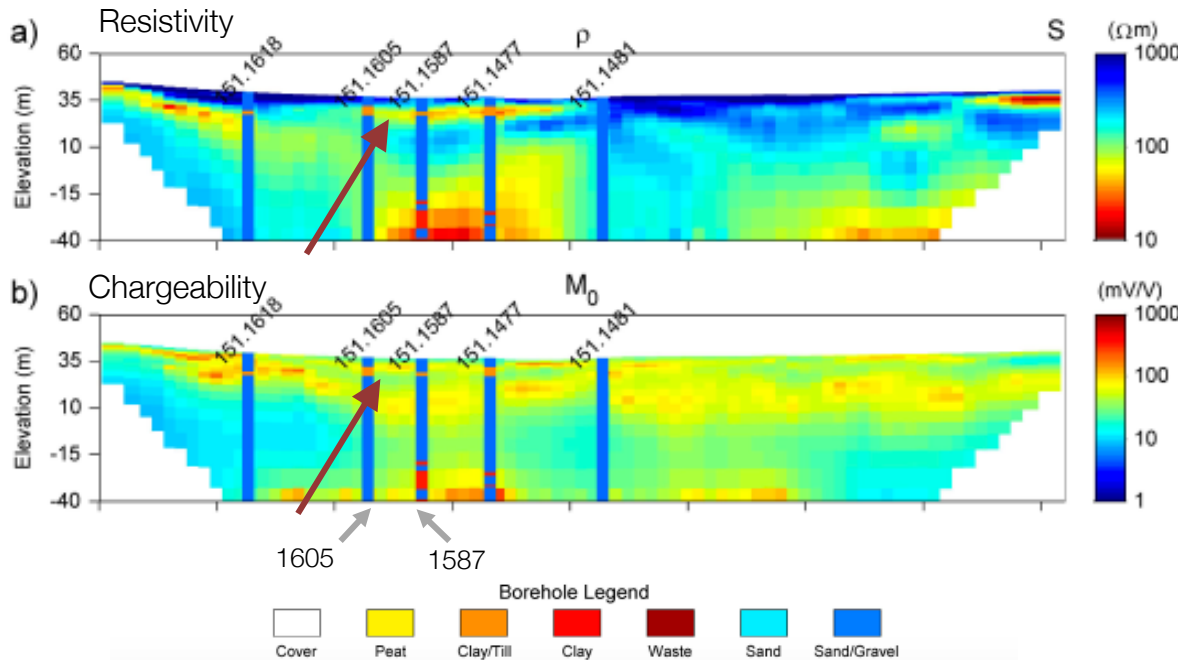 Resistivity
a)
ρ
S
(Ωm)
60
35
10
-15
-40
Elevation (m)
151.1618
151.1605
151.1587
151.1477
151.1481
1000
100
10
b)
Chargeability
M0
(mV/V)
60
35
10
-15
-40
Elevation (m)
151.1618
151.1605
151.1587
151.1477
151.1481
1000
100
10
1
1605
1587
Borehole Legend
Cover Peat Clay/Till Clay Waste Sand Sand/Gravel